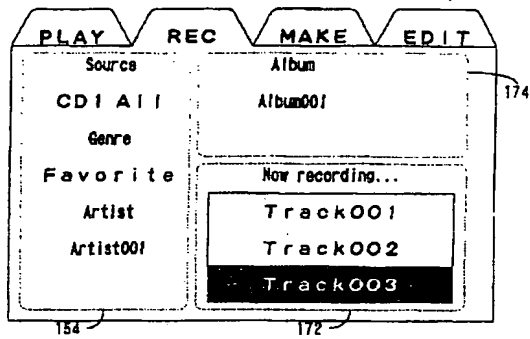 PLAY REC MAKE EDIT
Source
CD1 All
Genre
Favorite
Artist
Artist001
Album
Album001
Now recording...
Track001
Track002
Track003
174
154
172